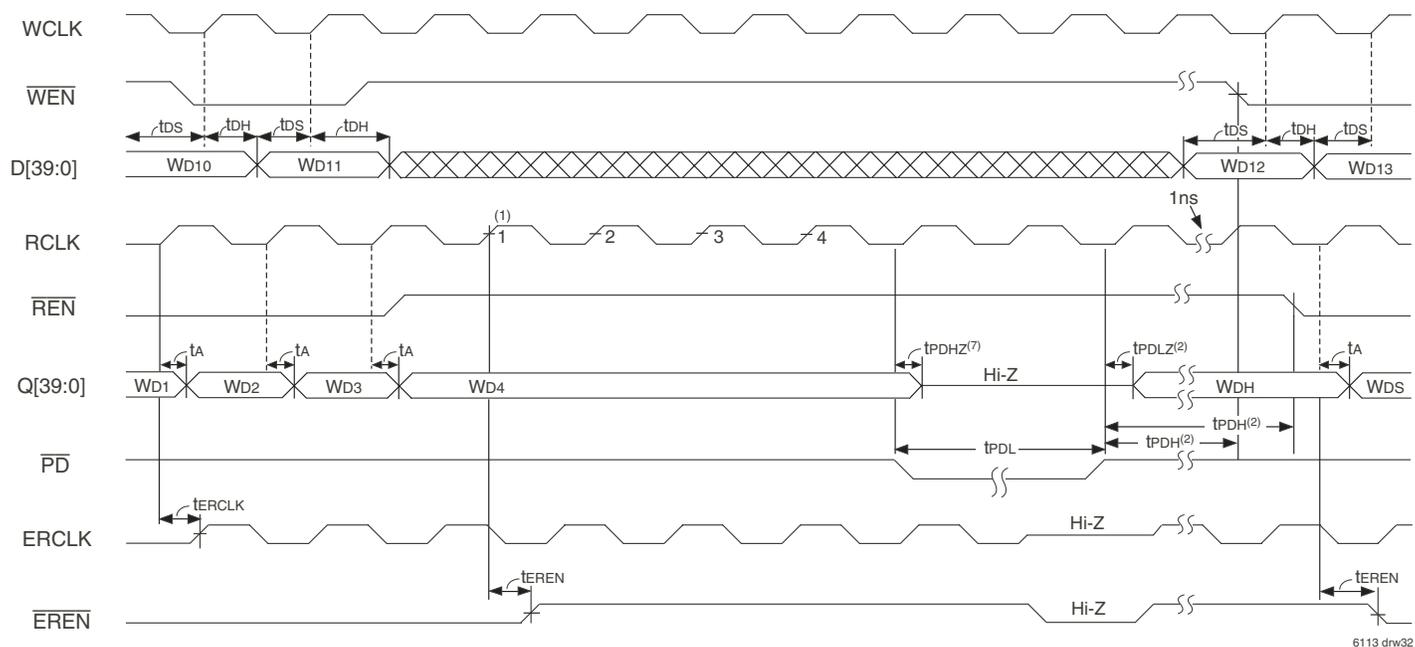 WCLK
WEN
tDS tDH tDS tDH tDS tDH tDS
D[39:0] WD10 WD11 WD12 WD13
1ns
(1)
RCLK 1 2 3 4
REN
tA tA tA tPDHZ(7) tPDLZ(2) tA
Q[39:0] WD1 WD2 WD3 WD4 Hi-Z WDH WDS
tPDH(2)
tPDL tPDH(2)
PD
tERCLK
ERCLK Hi-Z
tEREN tEREN
EREN Hi-Z
6113 drw32